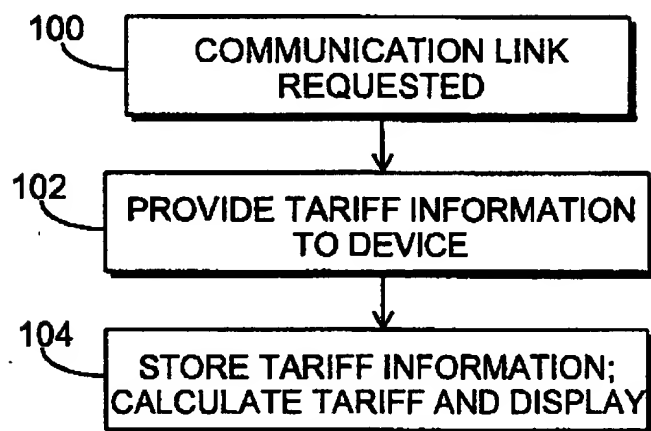 100
COMMUNICATION LINK
REQUESTED
102
PROVIDE TARIFF INFORMATION
TO DEVICE
104
STORE TARIFF INFORMATION;
CALCULATE TARIFF AND DISPLAY